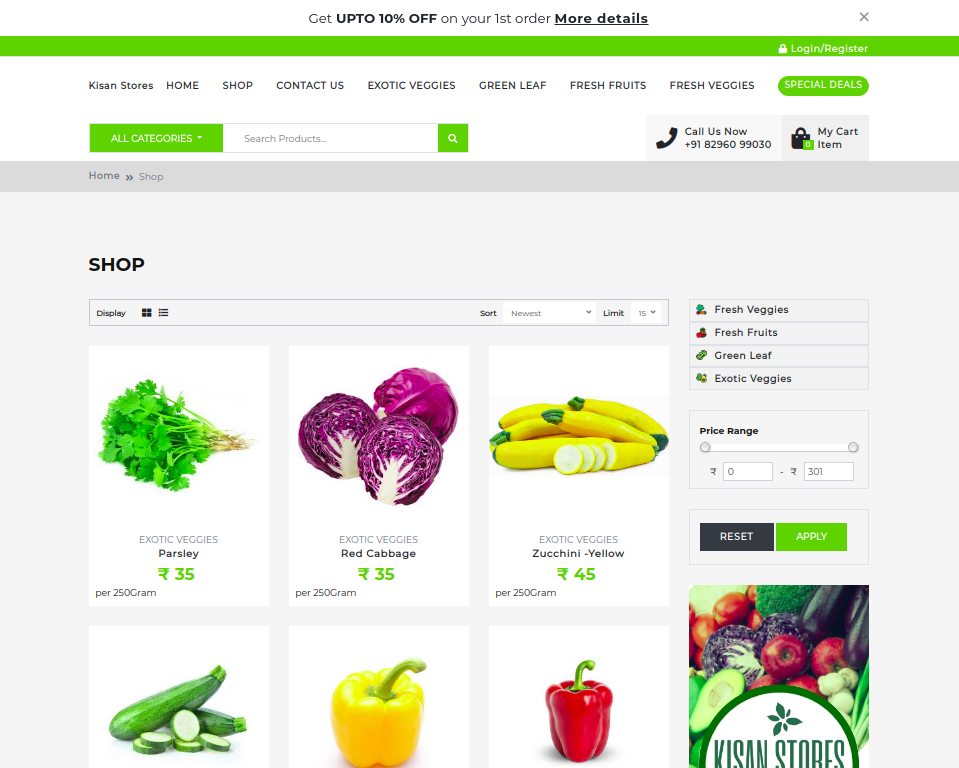 Get UPTO 10% OFF on your 1st order More details
Login/Register
Kisan Stores HOME SHOP CONTACT US EXOTIC VEGGIES GREEN LEAF FRESH FRUITS FRESH VEGGIES SPECIAL DEALS
ALL CATEGORIES Search Products...
Call Us Now
+91 82960 99030
0
My Cart
Item
Home » Shop
SHOP
Display Sort Newest Limit 15
Fresh Veggies
Fresh Fruits
Green Leaf
Exotic Veggies
Price Range
₹ 0 - ₹ 301
RESET APPLY
EXOTIC VEGGIES
Parsley
₹ 35
per 250Gram
EXOTIC VEGGIES
Red Cabbage
₹ 35
per 250Gram
EXOTIC VEGGIES
Zucchini -Yellow
₹ 45
per 250Gram
KISAN STORES